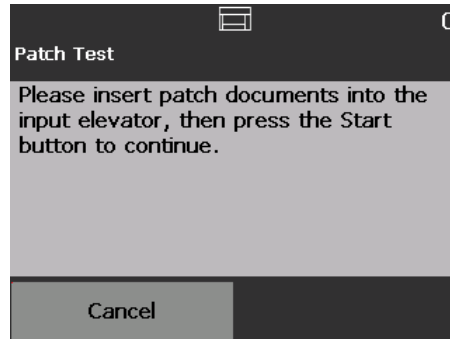 Patch Test
Please insert patch documents into the
input elevator, then press the Start
button to continue.
Cancel